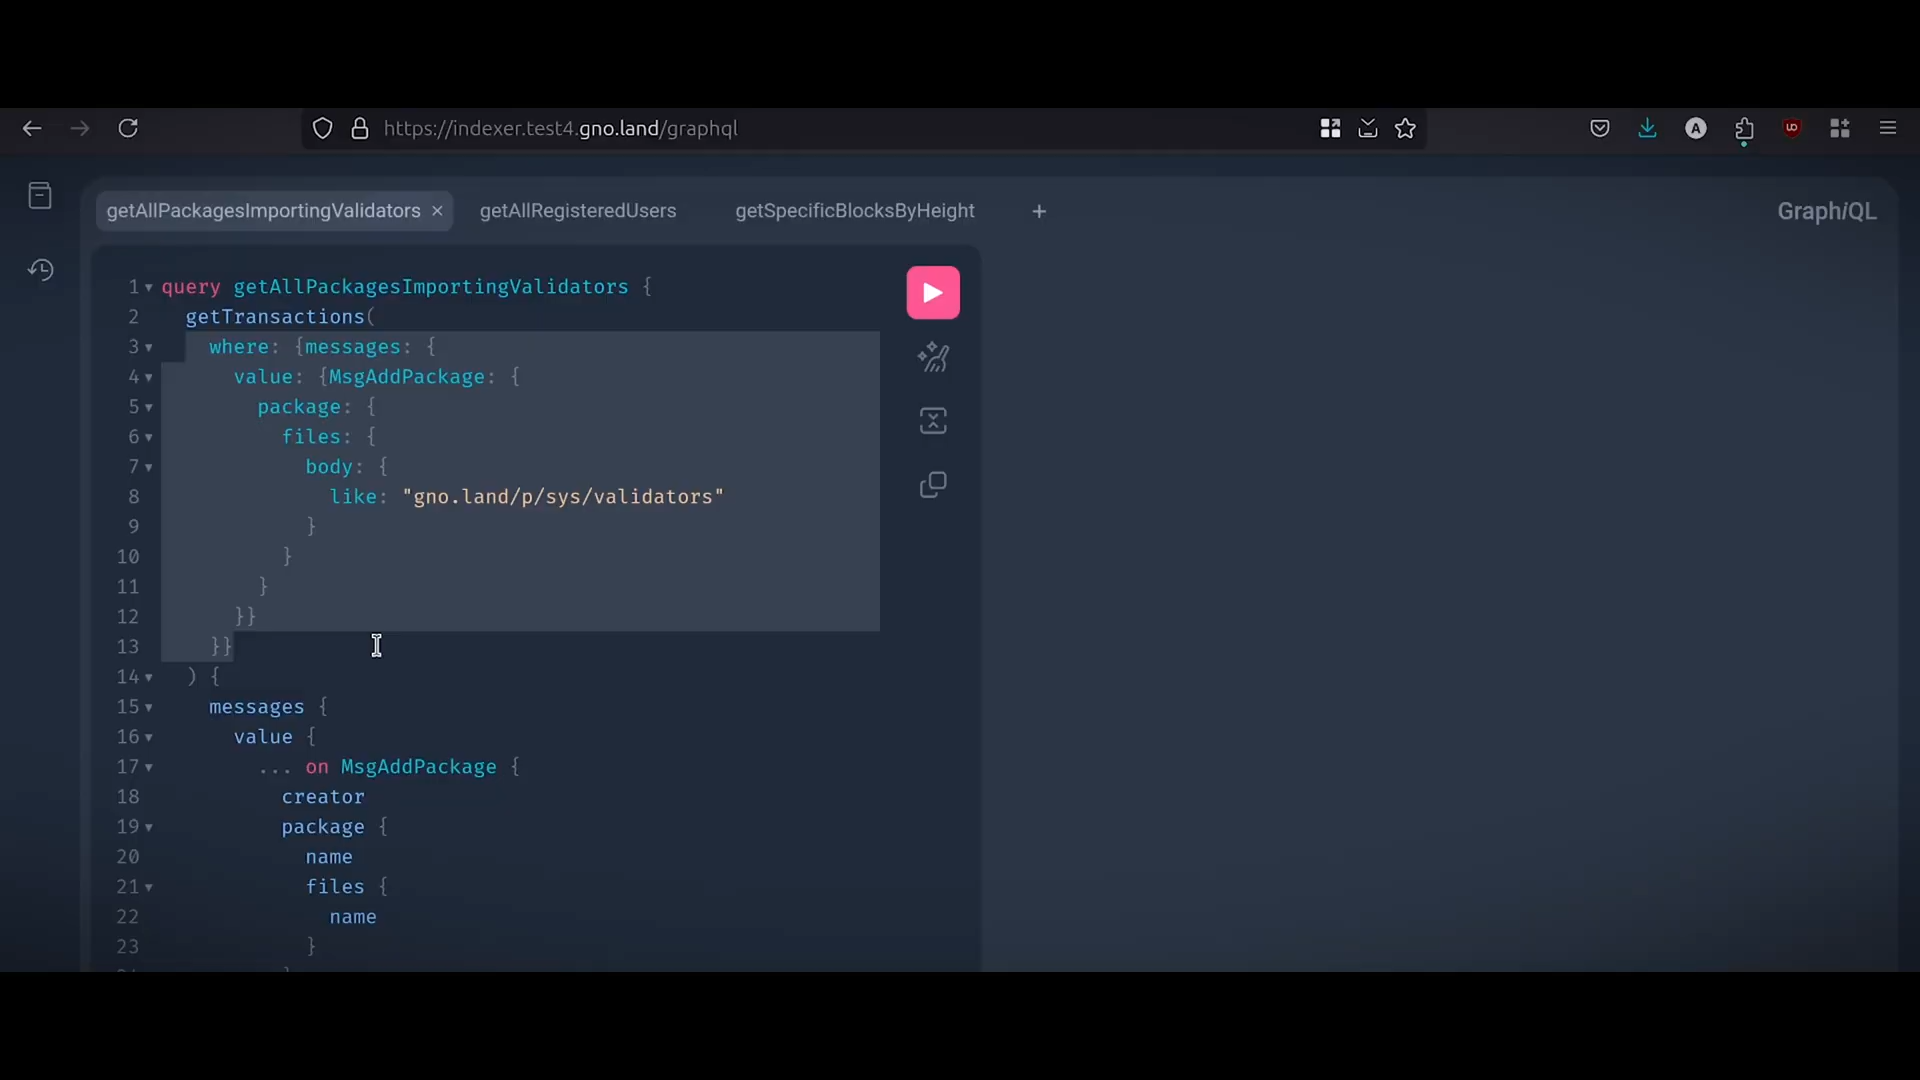 https://indexer.test4.gno.land/graphql
A
getAllPackagesImportingValidators × getAllRegisteredUsers getSpecificBlocksByHeight + GraphiQL
1 query getAllPackagesImportingValidators {
2 getTransactions(
3 where: {messages: {
4 value: {MsgAddPackage: {
5 package: {
6 files: {
7 body: {
8 like: "gno.land/p/sys/validators"
9 }
10 }
11 }
12 }}
13 }}
14 ) {
15 messages {
16 value {
17 ... on MsgAddPackage {
18 creator
19 package {
20 name
21 files {
22 name
23 }